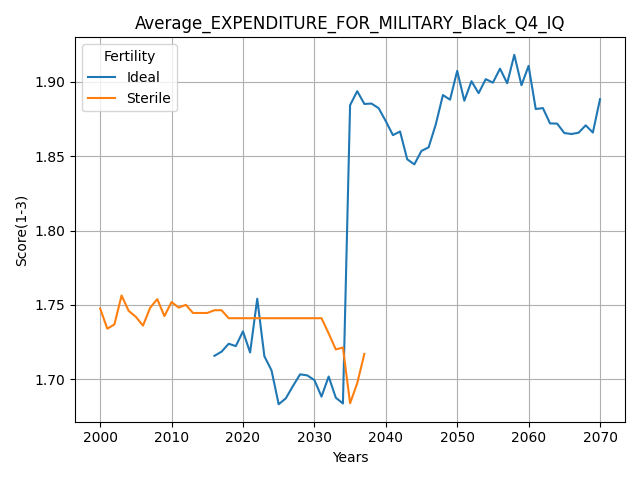 Average_EXPENDITURE_FOR_MILITARY_Black_Q4_IQ
Fertility
Ideal
Sterile
Score(1-3)
1.90
1.85
1.80
1.75
1.70
2000 2010 2020 2030 2040 2050 2060 2070
Years